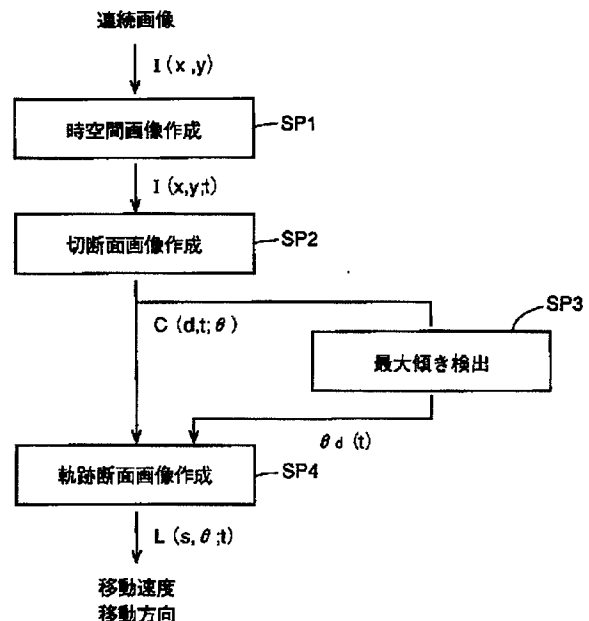 連続画像
I (x ,y)
時空間画像作成
SP1
I (x,y;t)
切断面画像作成
SP2
C (d,t;θ)
SP3
最大傾き検出
θd (t)
軌跡断面画像作成
SP4
L (s,θ;t)
移動速度
移動方向